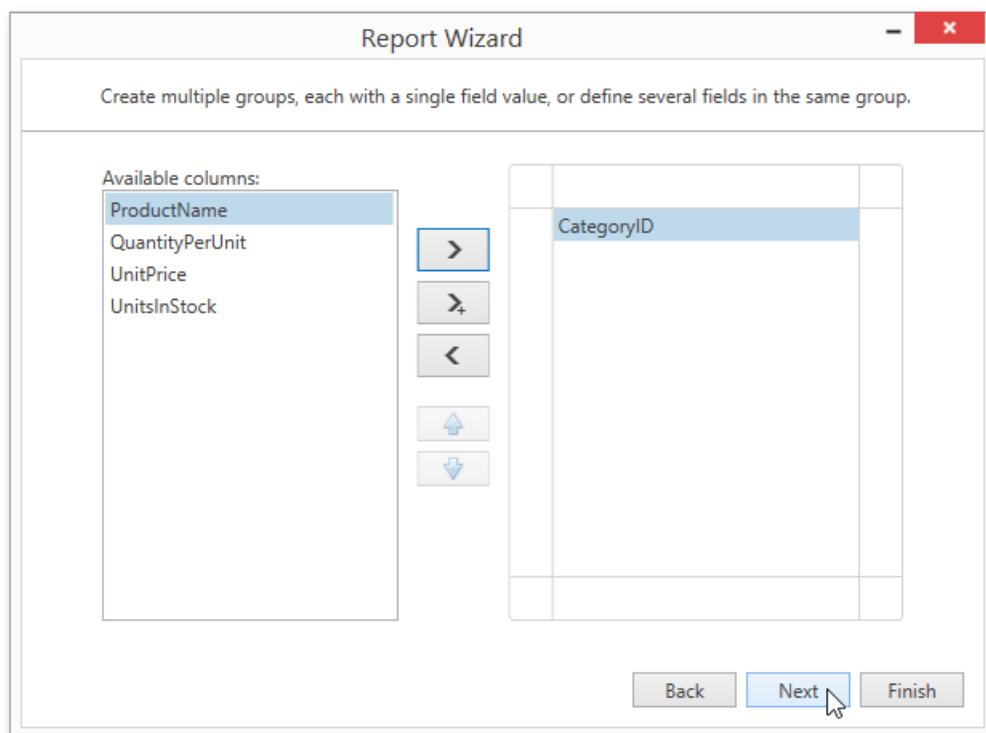 Report Wizard
Create multiple groups, each with a single field value, or define several fields in the same group.
Available columns:
ProductName
QuantityPerUnit
UnitPrice
UnitsInStock
CategoryID
Back
Next
Finish